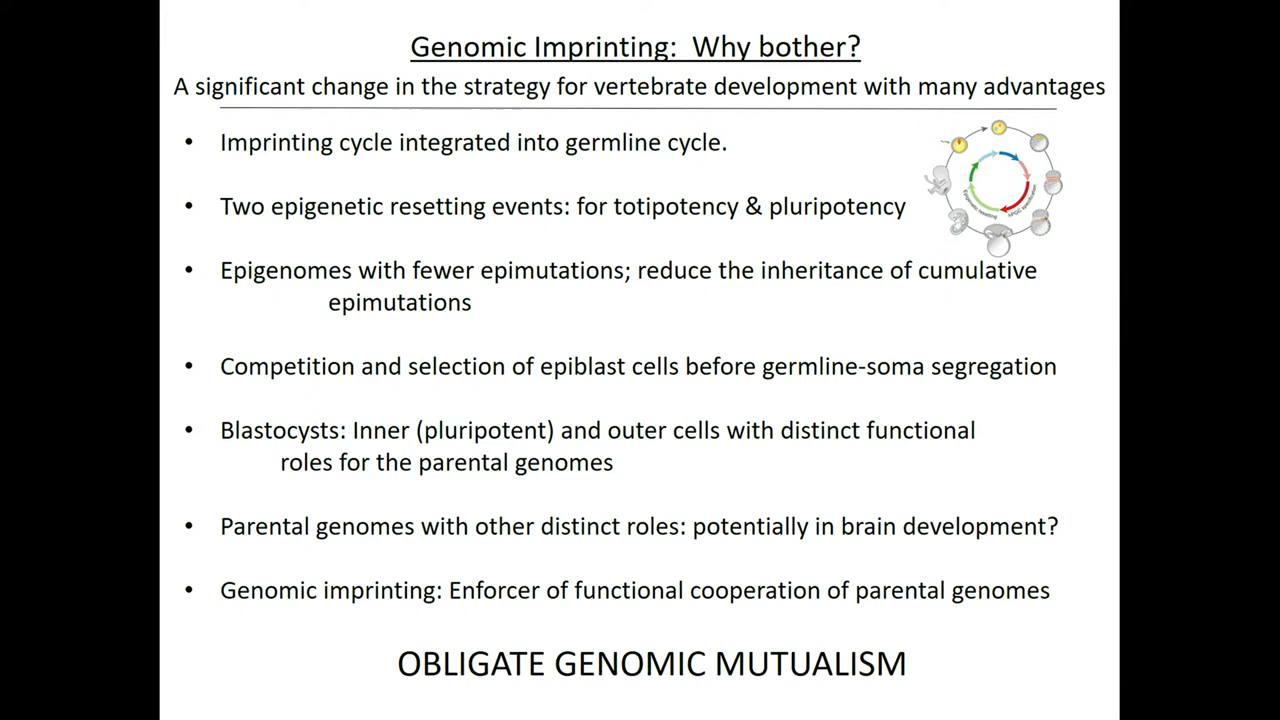 Genomic Imprinting: Why bother?
A significant change in the strategy for vertebrate development with many advantages
• Imprinting cycle integrated into germline cycle.
• Two epigenetic resetting events: for totipotency & pluripotency
Epigenetic resetting
hPGC specification
• Epigenomes with fewer epimutations; reduce the inheritance of cumulative
epimutations
• Competition and selection of epiblast cells before germline-soma segregation
• Blastocysts: Inner (pluripotent) and outer cells with distinct functional
roles for the parental genomes
• Parental genomes with other distinct roles: potentially in brain development?
• Genomic imprinting: Enforcer of functional cooperation of parental genomes
OBLIGATE GENOMIC MUTUALISM